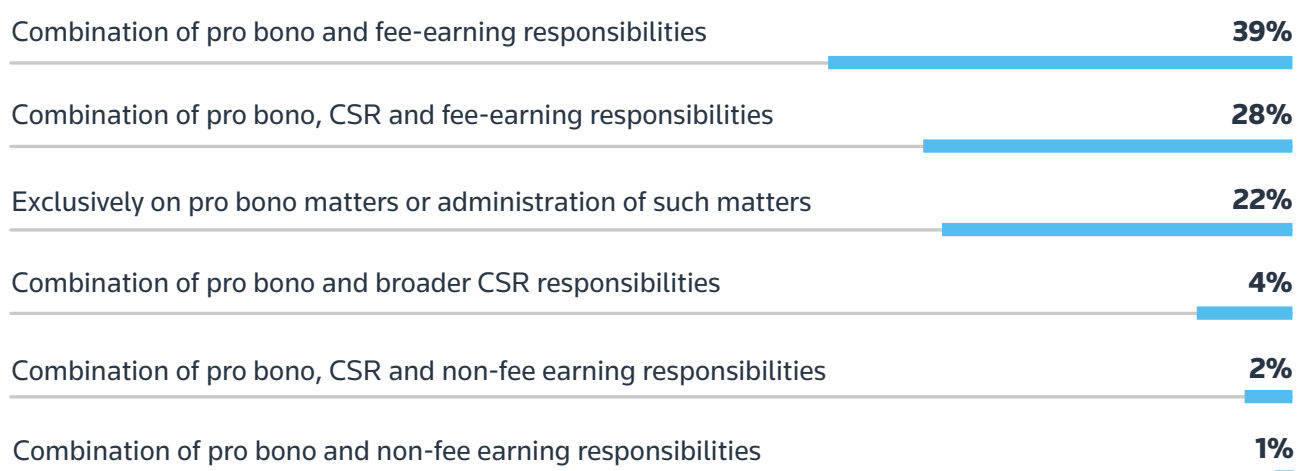 Combination of pro bono and fee-earning responsibilities 39%
Combination of pro bono, CSR and fee-earning responsibilities 28%
Exclusively on pro bono matters or administration of such matters 22%
Combination of pro bono and broader CSR responsibilities 4%
Combination of pro bono, CSR and non-fee earning responsibilities 2%
Combination of pro bono and non-fee earning responsibilities 1%